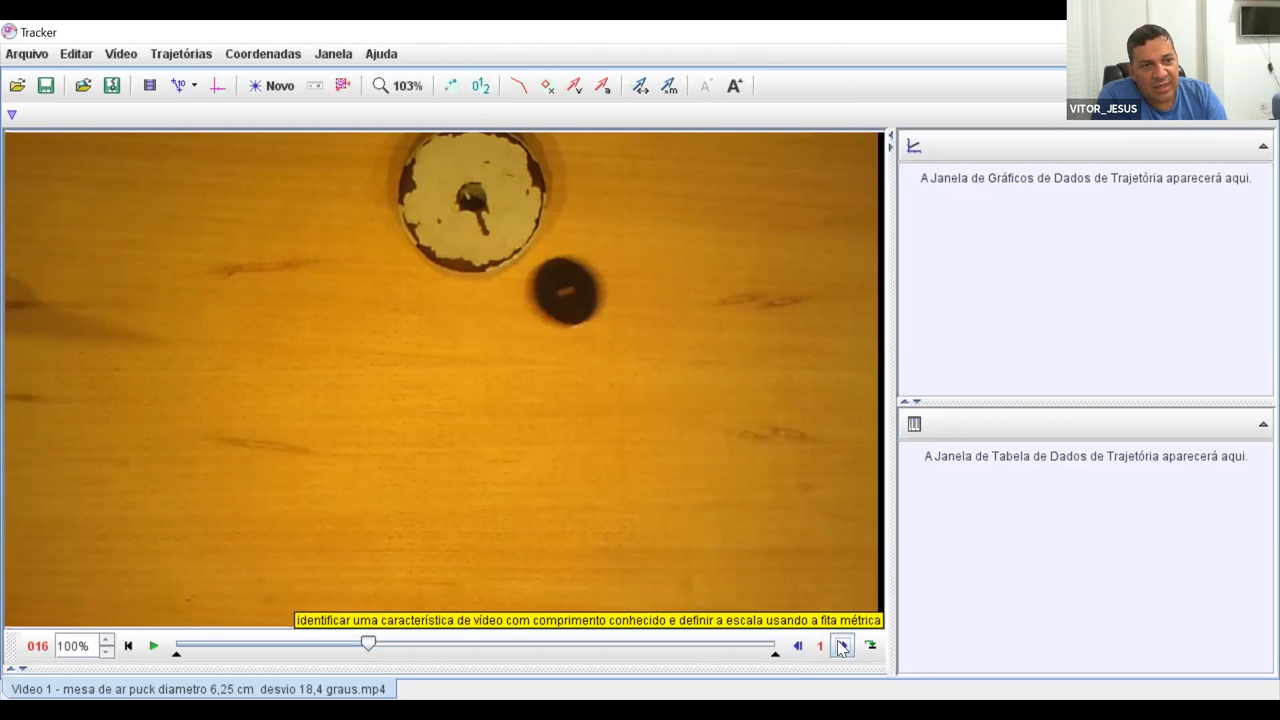 Tracker
Arquivo Editar Vídeo Trajetórias Coordenadas Janela Ajuda
Novo 103%
VITOR_JESUS
A Janela de Gráficos de Dados de Trajetória aparecerá aqui.
A Janela de Tabela de Dados de Trajetória aparecerá aqui.
identificar uma característica de vídeo com comprimento conhecido e definir a escala usando a fita métrica
016 100% 1
Video 1 - mesa de ar puck diametro 6,25 cm desvio 18,4 graus.mp4